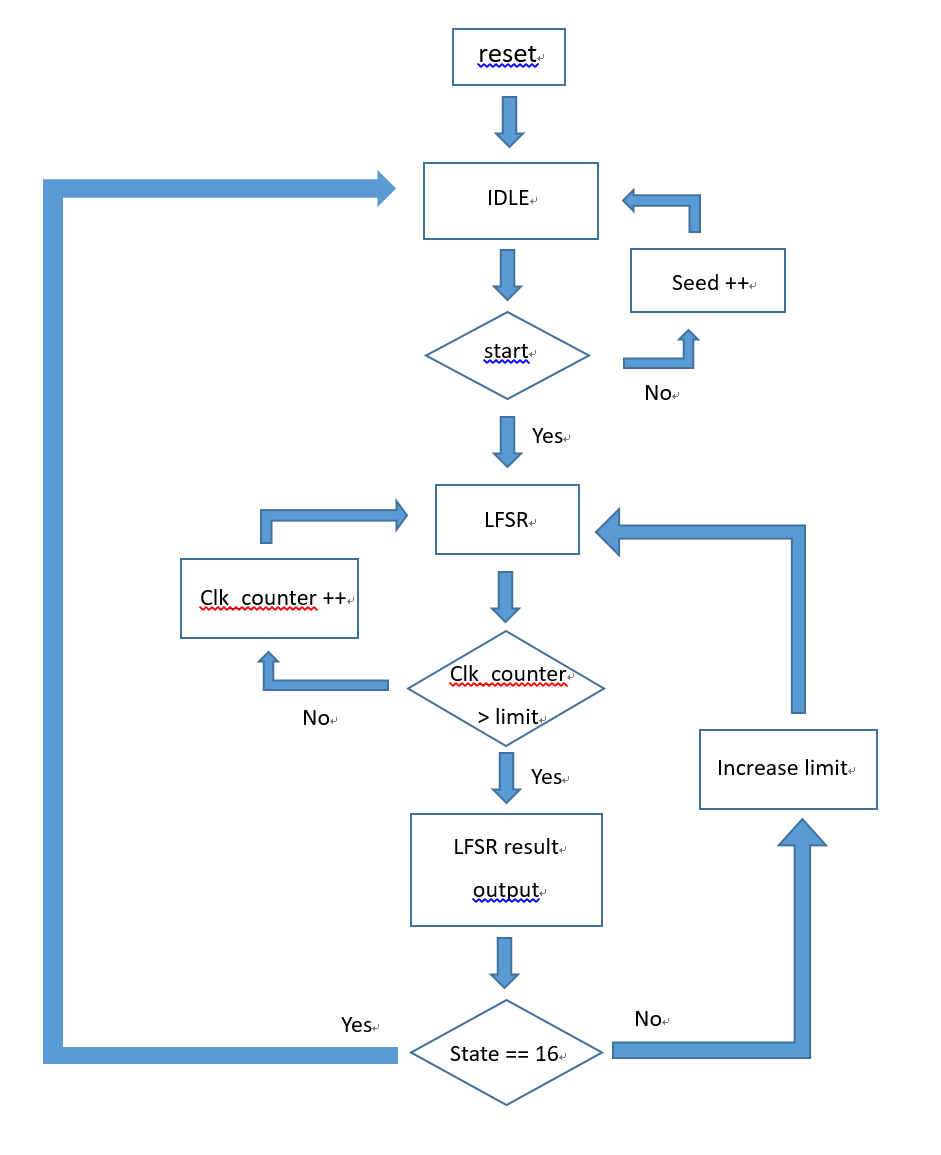 reset
IDLE
Seed ++
start
No
Yes
LFSR
Clk_counter ++
Clk_counter
> limit
No
Yes
Increase limit
LFSR result
output
Yes
No
State == 16